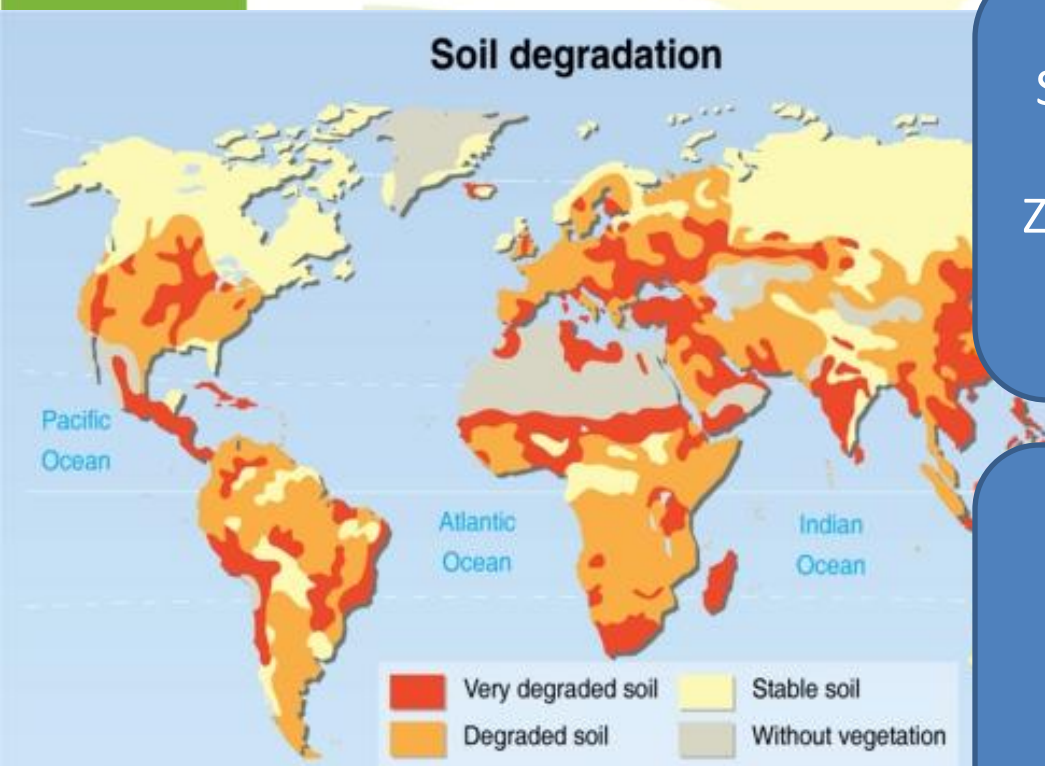 Soil degradation
S
Z
Pacific
Ocean
Atlantic
Ocean
Indian
Ocean
Very degraded soil
Stable soil
Degraded soil
Without vegetation